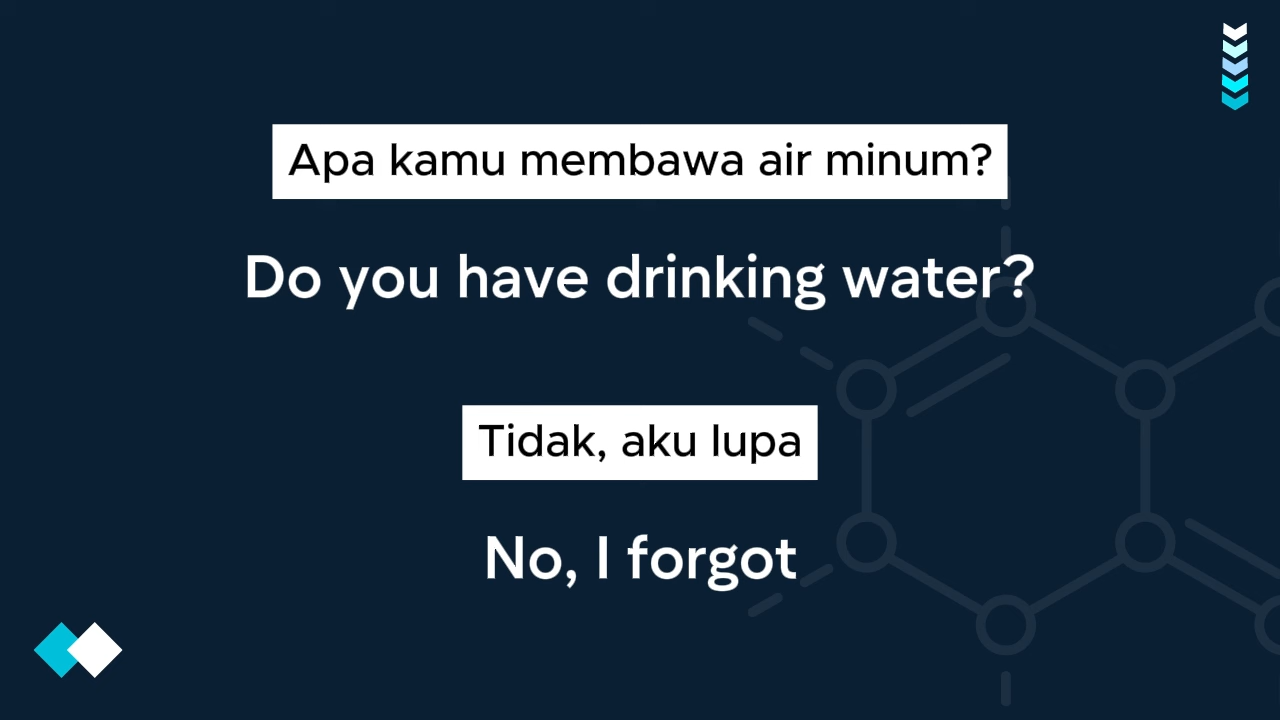 Apa kamu membawa air minum?
Do you have drinking water?
Tidak, aku lupa
No, I forgot